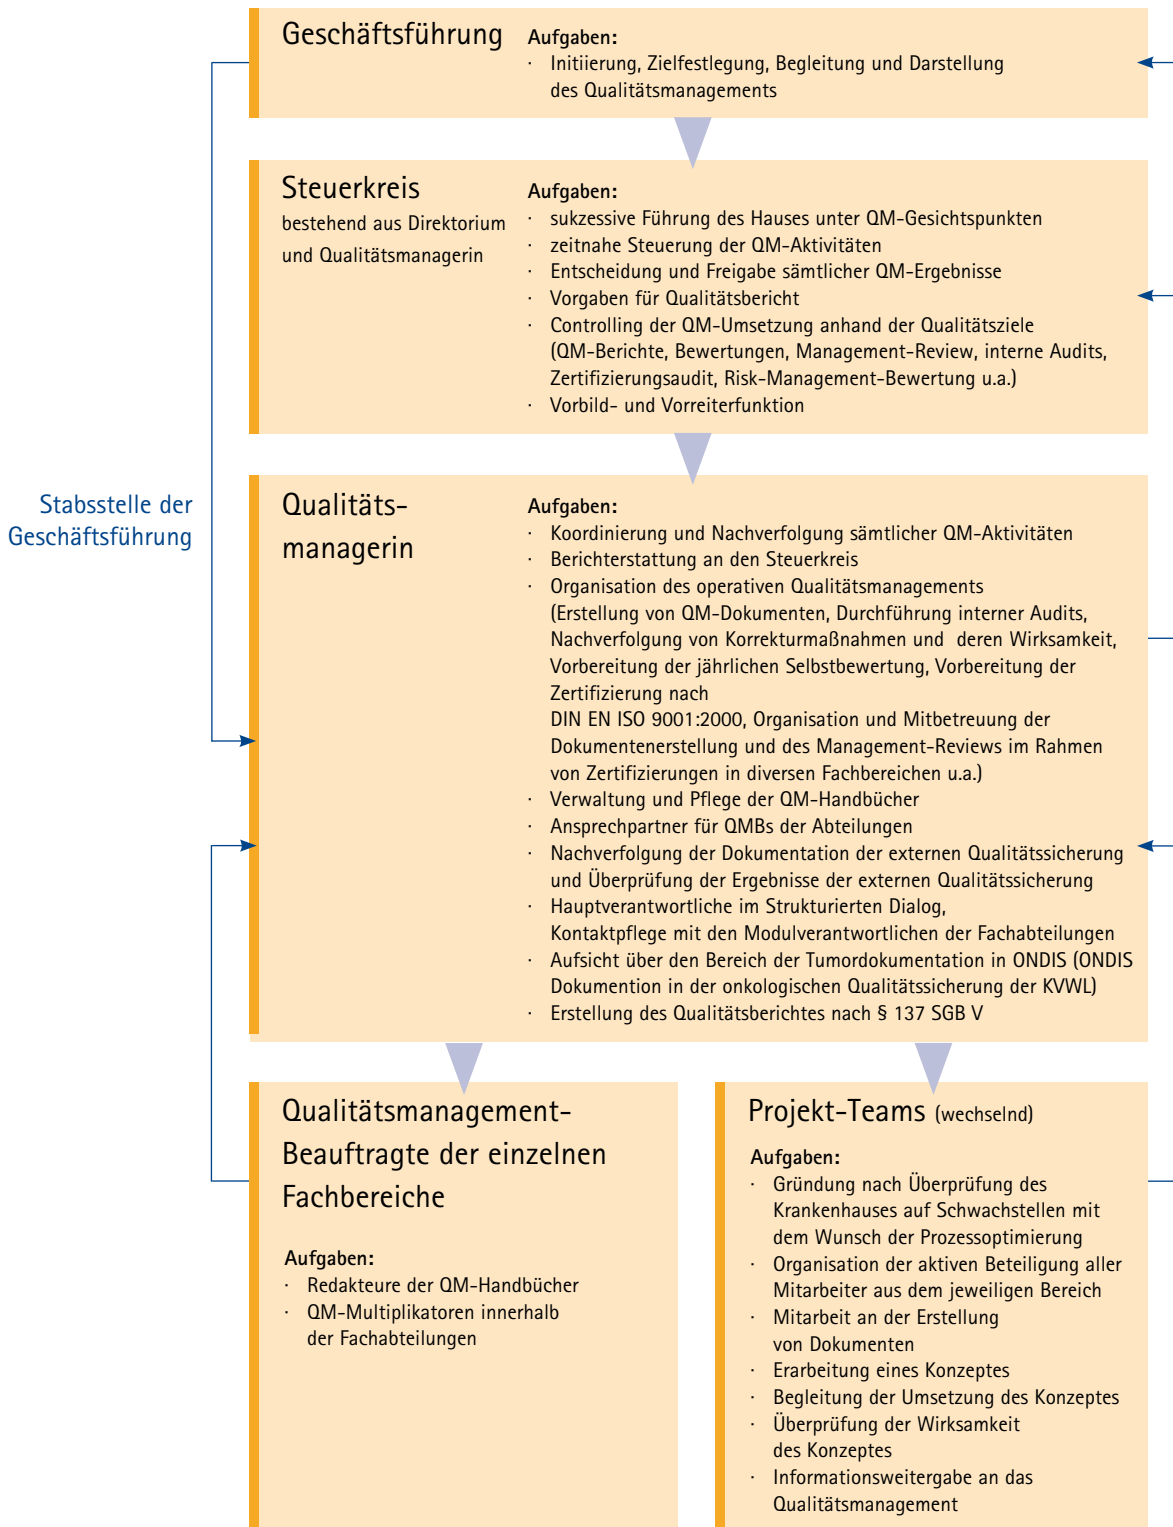 Geschäftsführung
Aufgaben:
· Initiierung, Zielfestlegung, Begleitung und Darstellung
des Qualitätsmanagements
Steuerkreis
bestehend aus Direktorium
und Qualitätsmanagerin
Aufgaben:
· sukzessive Führung des Hauses unter QM-Gesichtspunkten
· zeitnahe Steuerung der QM-Aktivitäten
· Entscheidung und Freigabe sämtlicher QM-Ergebnisse
· Vorgaben für Qualitätsbericht
· Controlling der QM-Umsetzung anhand der Qualitätsziele
(QM-Berichte, Bewertungen, Management-Review, interne Audits,
Zertifizierungsaudit, Risk-Management-Bewertung u.a.)
· Vorbild- und Vorreiterfunktion
Stabsstelle der
Geschäftsführung
Qualitäts-
managerin
Aufgaben:
· Koordinierung und Nachverfolgung sämtlicher QM-Aktivitäten
· Berichterstattung an den Steuerkreis
· Organisation des operativen Qualitätsmanagements
(Erstellung von QM-Dokumenten, Durchführung interner Audits,
Nachverfolgung von Korrekturmaßnahmen und deren Wirksamkeit,
Vorbereitung der jährlichen Selbstbewertung, Vorbereitung der
Zertifizierung nach
DIN EN ISO 9001:2000, Organisation und Mitbetreuung der
Dokumentenerstellung und des Management-Reviews im Rahmen
von Zertifizierungen in diversen Fachbereichen u.a.)
· Verwaltung und Pflege der QM-Handbücher
· Ansprechpartner für QMBs der Abteilungen
· Nachverfolgung der Dokumentation der externen Qualitätssicherung
und Überprüfung der Ergebnisse der externen Qualitätssicherung
· Hauptverantwortliche im Strukturierten Dialog,
Kontaktpflege mit den Modulverantwortlichen der Fachabteilungen
· Aufsicht über den Bereich der Tumordokumentation in ONDIS (ONDIS
Dokumention in der onkologischen Qualitätssicherung der KVWL)
· Erstellung des Qualitätsberichtes nach § 137 SGB V
Qualitätsmanagement-
Beauftragte der einzelnen
Fachbereiche
Aufgaben:
· Redakteure der QM-Handbücher
· QM-Multiplikatoren innerhalb
der Fachabteilungen
Projekt-Teams (wechselnd)
Aufgaben:
· Gründung nach Überprüfung des
Krankenhauses auf Schwachstellen mit
dem Wunsch der Prozessoptimierung
· Organisation der aktiven Beteiligung aller
Mitarbeiter aus dem jeweiligen Bereich
· Mitarbeit an der Erstellung
von Dokumenten
· Erarbeitung eines Konzeptes
· Begleitung der Umsetzung des Konzeptes
· Überprüfung der Wirksamkeit
des Konzeptes
· Informationsweitergabe an das
Qualitätsmanagement